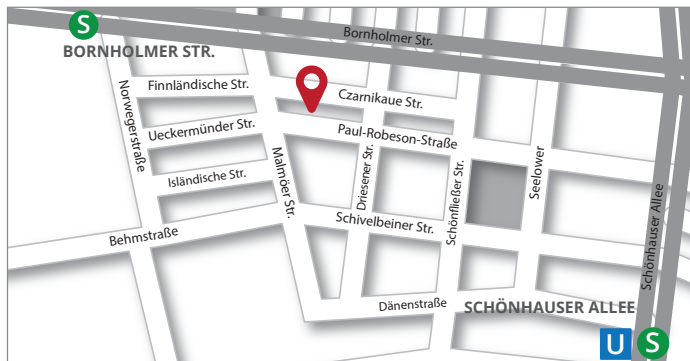 S
BORNHOLMER STR.
Bornholmer Str.
Finnländische Str.
Czarnikaue Str.
Norwegerstraße
Ueckermünder Str.
Paul-Robeson-Straße
Isländische Str.
Malmöer Str.
Driesener Str.
Schönfließer Str.
Seelower
Schönhauser Allee
Schivelbeiner Str.
Behmstraße
Dänenstraße
SCHÖNHAUSER ALLEE
U
S